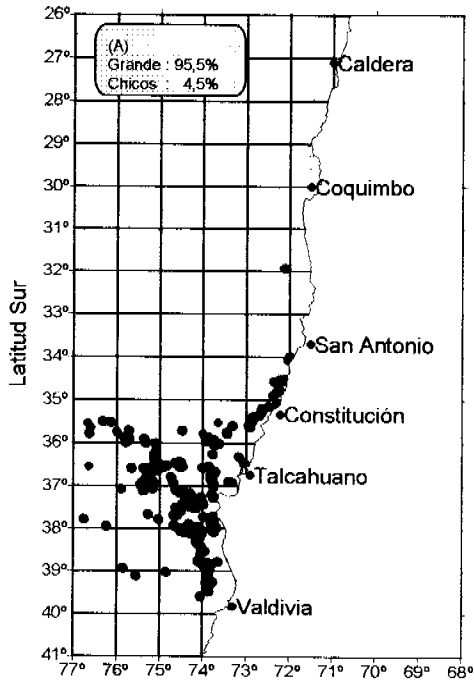 26º
(A)
Grande : 95,5%
Chicos : 4,5%
27º
Caldera
28º
29º
30º
Coquimbo
31º
32º
33º
34º
San Antonio
35º
Constitución
36º
37º
Talcahuano
38º
39º
40º
Valdivia
41º
Latitud Sur
77º 76º 75º 74º 73º 72º 71º 70º 69º 68º